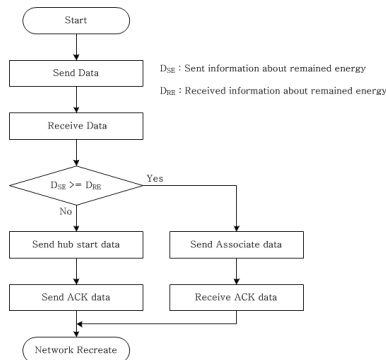 Start
Send Data
D_SE : Sent information about remained energy
D_RE : Received information about remained energy
Receive Data
D_SE >= D_RE
Yes
No
Send hub start data
Send Associate data
Send ACK data
Receive ACK data
Network Recreate